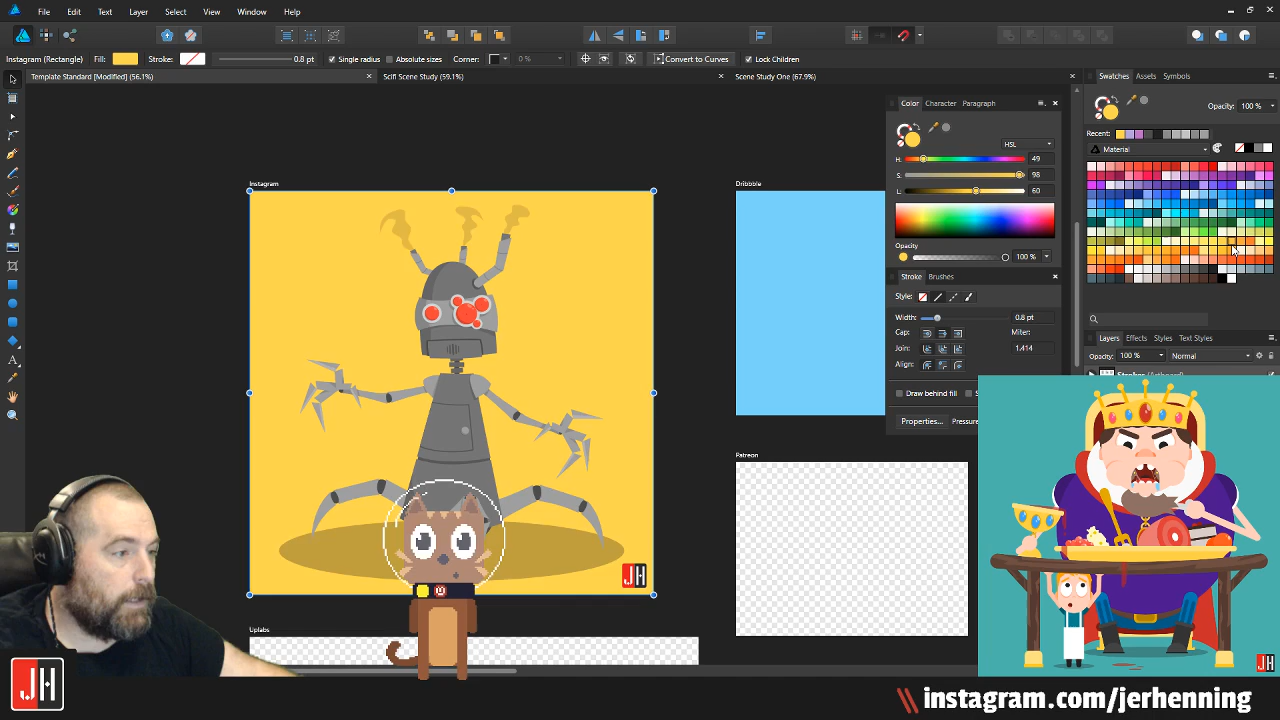 File Edit Text Layer Select View Window Help
Instagram (Rectangle) Fill: Stroke: 0.8 pt Single radius Absolute sizes Corner: 0 % Convert to Curves Lock Children
Template Standard [Modified] (56.1%) Scifi Scene Study (59.1%) Scene Study One (67.9%)
Swatches Assets Symbols
Opacity: 100 %
Recent:
Material
Color Character Paragraph
HSL
H: 49
S: 98
L: 60
Opacity
100 %
Stroke Brushes
Style:
Width: 0.8 pt
Cap: Miter:
Join: 1.414
Align:
Draw behind fill
Properties... Pressure
Layers Effects Styles Text Styles
Opacity: 100 % Normal
Instagram
Dribbble
Patreon
Uplabs
JH
JH
JH
\\ instagram.com/jerhenning